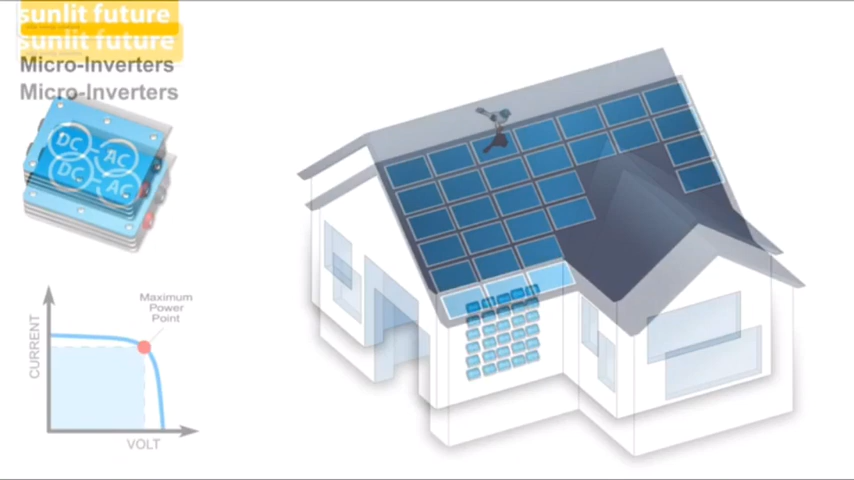 sunlit future
sunlit future
Micro-Inverters
Micro-Inverters
DC
AC
DC
AC
Maximum
Power
Point
CURRENT
VOLT